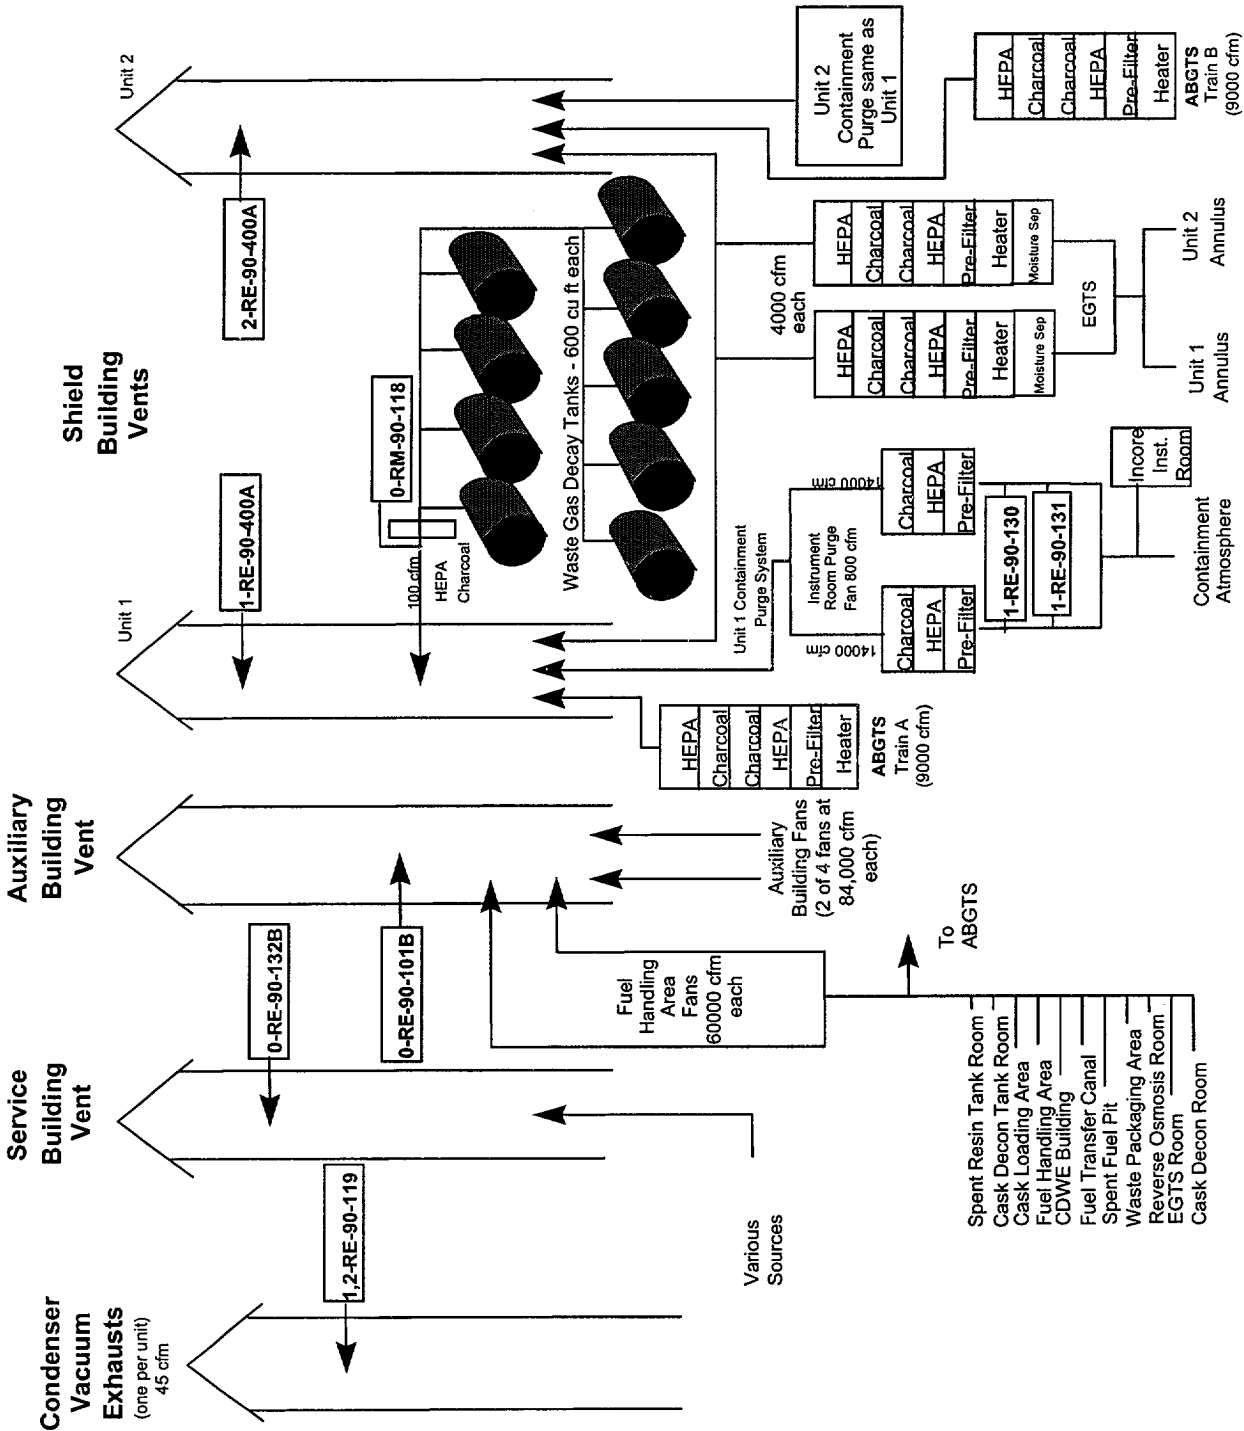 Condenser
Vacuum
Exhausts
(one per unit)
45 cfm
1,2-RE-90-119
Service
Building
Vent
0-RE-90-132B
Various
Sources
Auxiliary
Building
Vent
0-RE-90-101B
Fuel
Handling
Area
Fans
60000 cfm
each
Auxiliary
Building Fans
(2 of 4 fans at
84,000 cfm
each)
To
ABGTS
Spent Resin Tank Room
Cask Decon Tank Room
Cask Loading Area
Fuel Handling Area
CDWE Building
Fuel Transfer Canal
Spent Fuel Pit
Waste Packaging Area
Reverse Osmosis Room
EGTS Room
Cask Decon Room
Shield
Building
Vents
Unit 1
1-RE-90-400A
Unit 2
2-RE-90-400A
0-RM-90-118
100 cfm
HEPA
Charcoal
Waste Gas Decay Tanks - 600 cu ft each
HEPA
Charcoal
Charcoal
HEPA
Pre-Filter
Heater
ABGTS
Train A
(9000 cfm)
Unit 1 Containment
Purge System
Instrument
Room Purge
Fan 800 cfm
14000 cfm
Charcoal
HEPA
Pre-Filter
14000 cfm
Charcoal
HEPA
Pre-Filter
1-RE-90-130
1-RE-90-131
Containment
Atmosphere
Incore
Inst.
Room
4000 cfm
each
HEPA
Charcoal
Charcoal
HEPA
Pre-Filter
Heater
Moisture Sep
HEPA
Charcoal
Charcoal
HEPA
Pre-Filter
Heater
Moisture Sep
EGTS
Unit 1
Annulus
Unit 2
Annulus
Unit 2
Containment
Purge same as
Unit 1
HEPA
Charcoal
Charcoal
HEPA
Pre-Filter
Heater
ABGTS
Train B
(9000 cfm)